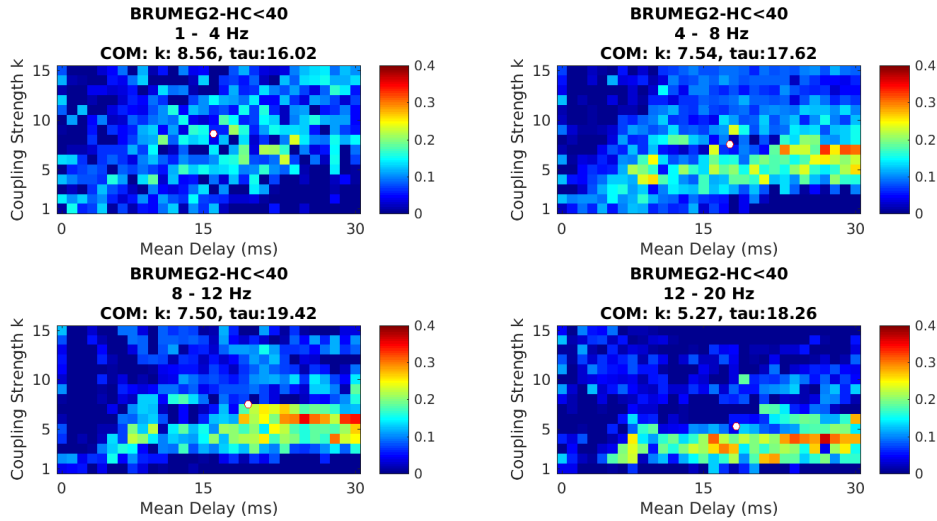 BRUMEG2-HC<40
1 - 4 Hz
COM: k: 8.56, tau:16.02
Coupling Strength k
15
10
5
1
0
15
30
Mean Delay (ms)
0.4
0.3
0.2
0.1
0
BRUMEG2-HC<40
4 - 8 Hz
COM: k: 7.54, tau:17.62
Coupling Strength k
15
10
5
1
0
15
30
Mean Delay (ms)
0.4
0.3
0.2
0.1
0
BRUMEG2-HC<40
8 - 12 Hz
COM: k: 7.50, tau:19.42
Coupling Strength k
15
10
5
1
0
15
30
Mean Delay (ms)
0.4
0.3
0.2
0.1
0
BRUMEG2-HC<40
12 - 20 Hz
COM: k: 5.27, tau:18.26
Coupling Strength k
15
10
5
1
0
15
30
Mean Delay (ms)
0.4
0.3
0.2
0.1
0